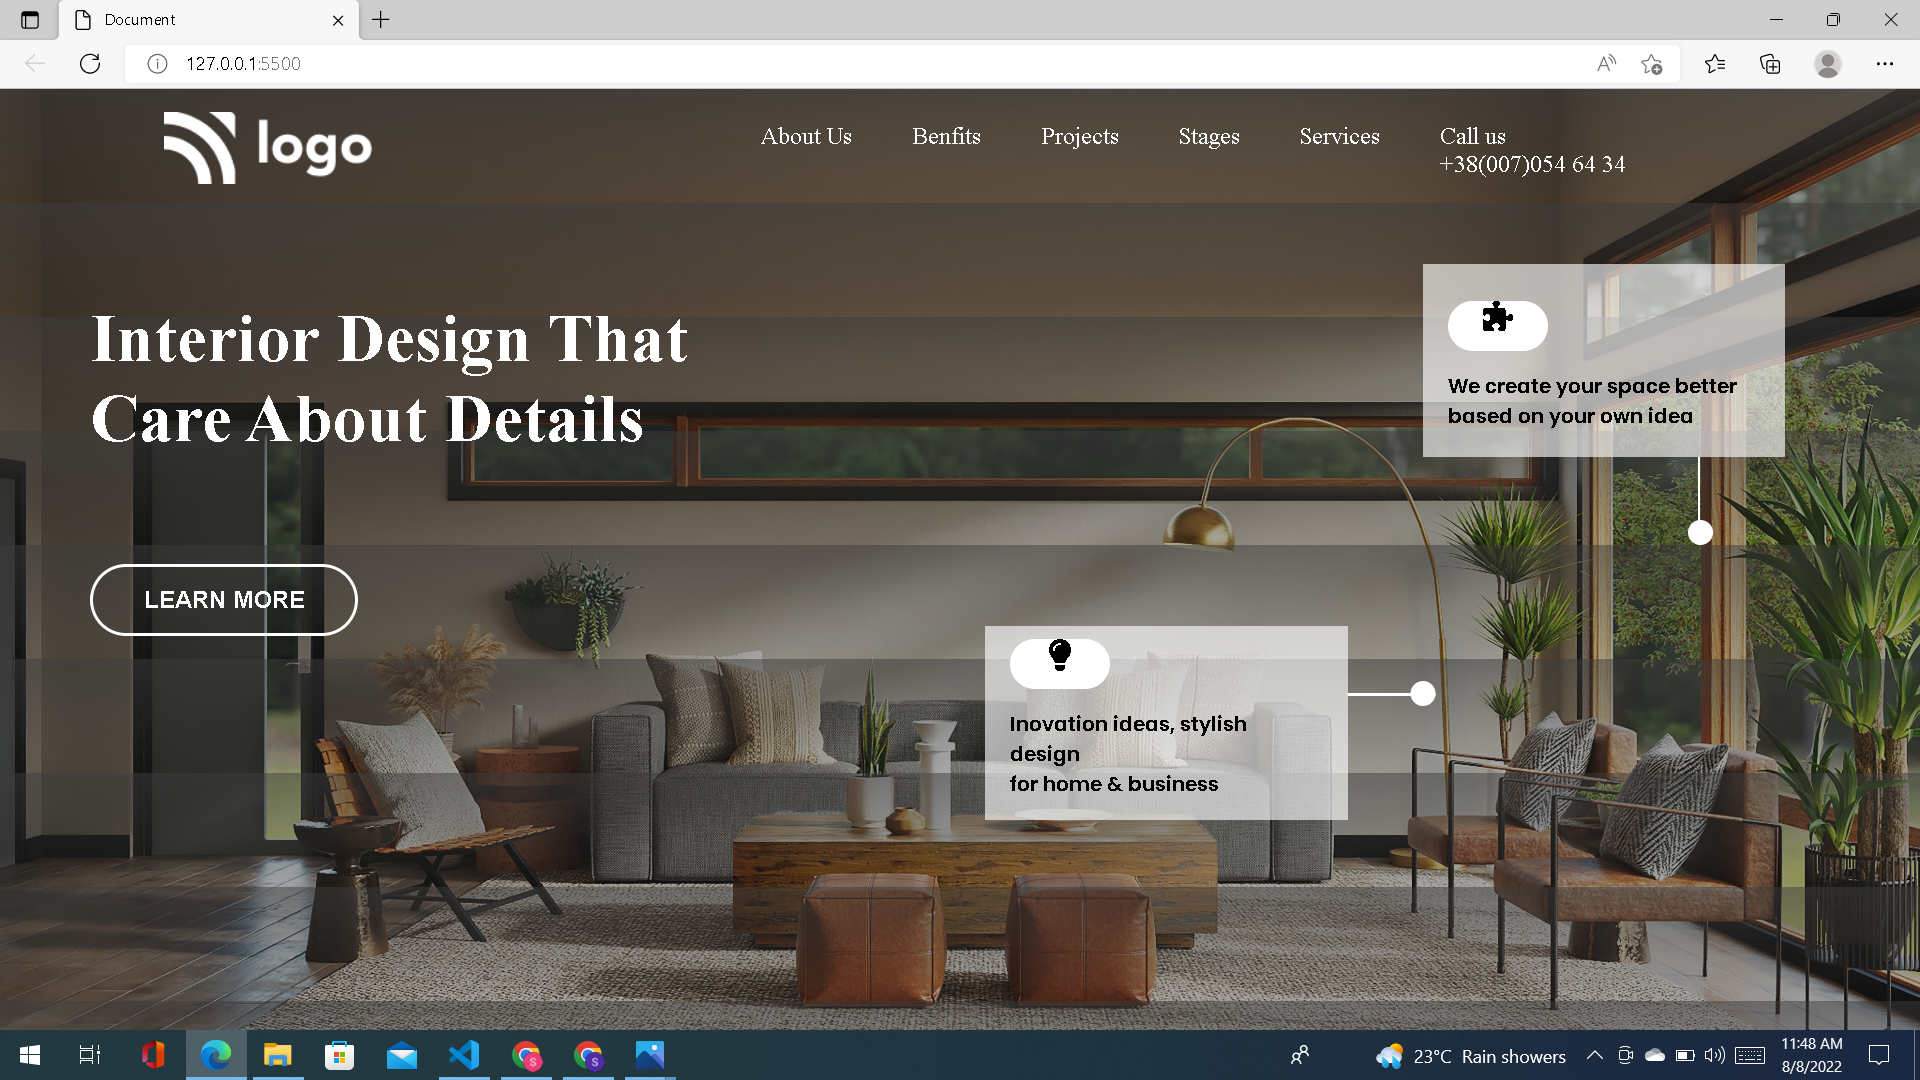 Document
127.0.0.1:5500
logo
About Us
Benfits
Projects
Stages
Services
Call us
+38(007)054 64 34
Interior Design That
Care About Details
LEARN MORE
We create your space better
based on your own idea
Inovation ideas, stylish
design
for home & business
S
S
23°C Rain showers
11:48 AM
8/8/2022